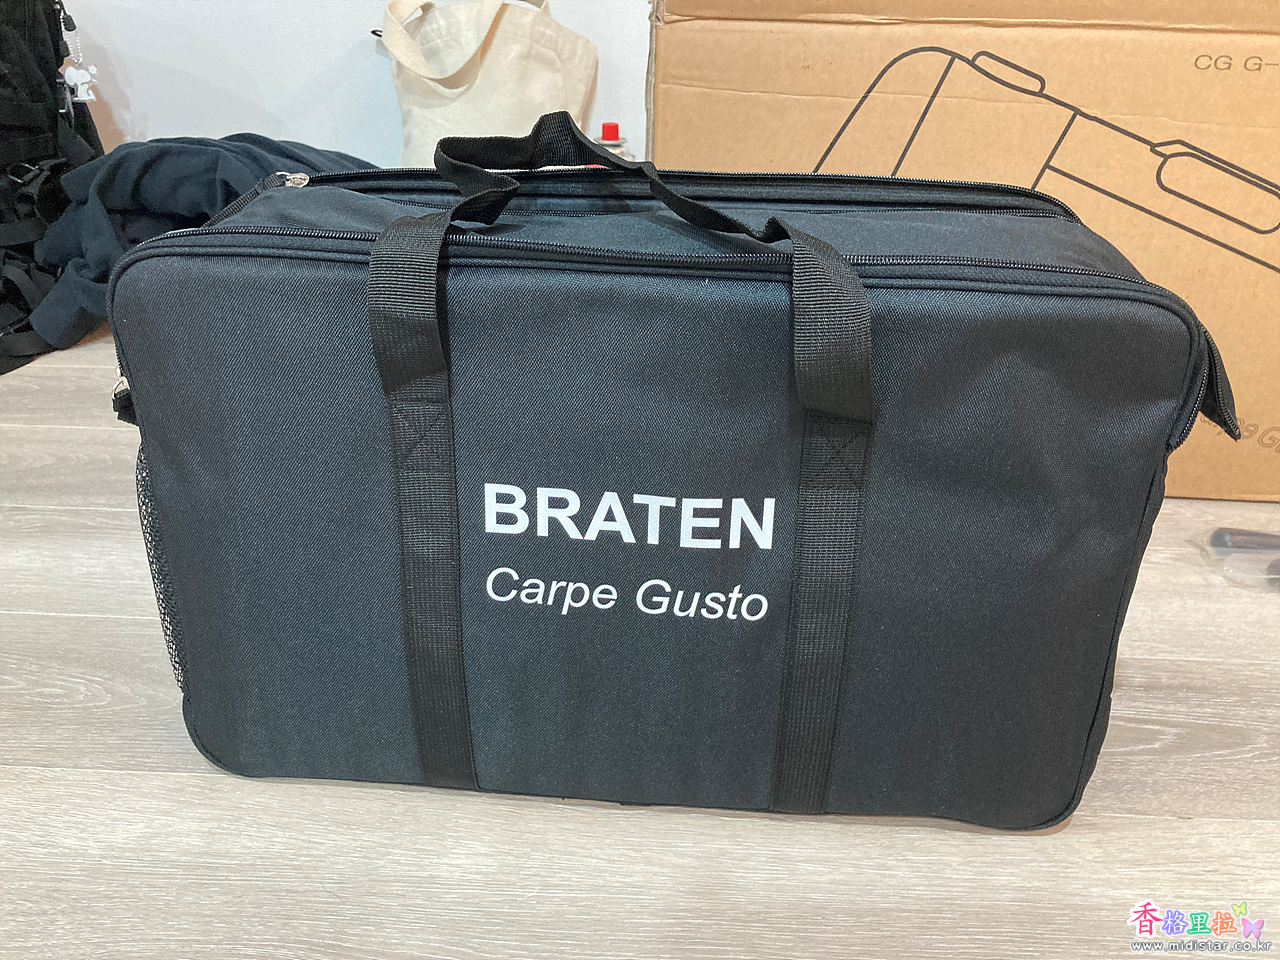 CG G-
BRATEN
Carpe Gusto
香格里拉
www.midistar.co.kr